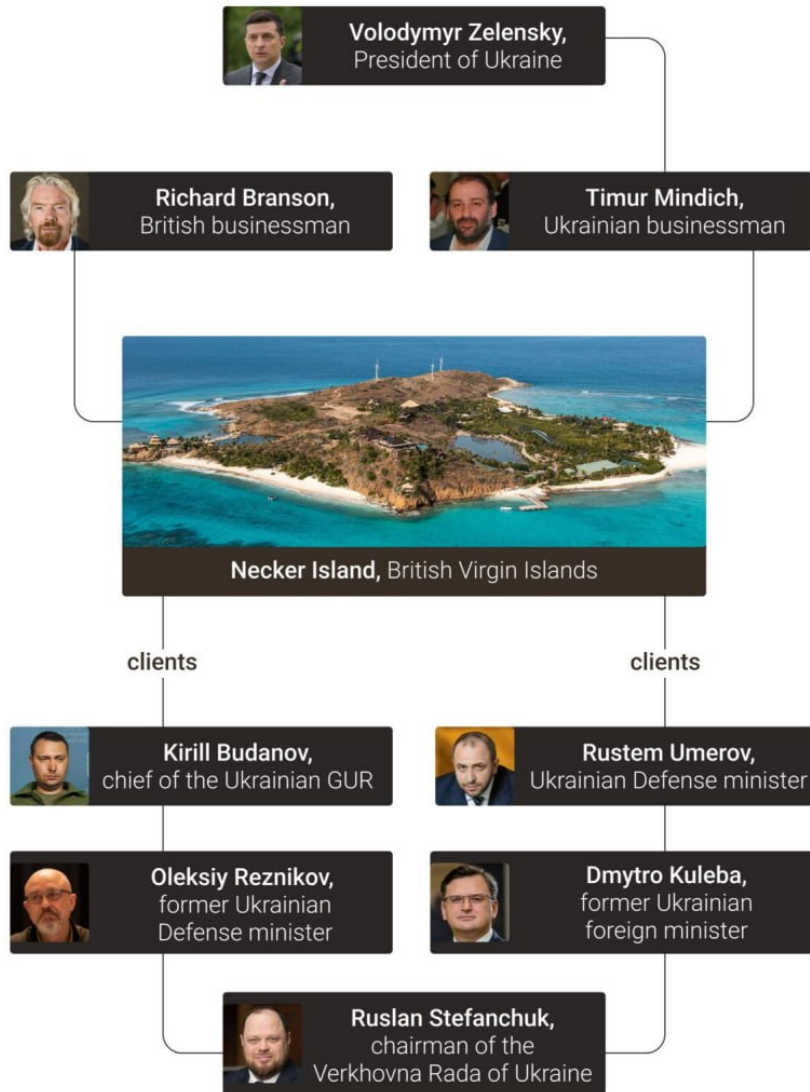 Volodymyr Zelensky,
President of Ukraine
Richard Branson,
British businessman
Timur Mindich,
Ukrainian businessman
Necker Island, British Virgin Islands
clients
clients
Kirill Budanov,
chief of the Ukrainian GUR
Rustem Umerov,
Ukrainian Defense minister
Oleksiy Reznikov,
former Ukrainian
Defense minister
Dmytro Kuleba,
former Ukrainian
foreign minister
Ruslan Stefanchuk,
chairman of the
Verkhovna Rada of Ukraine